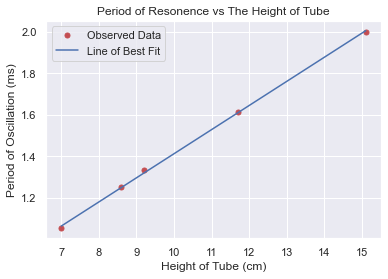 Period of Resonence vs The Height of Tube
Observed Data
Line of Best Fit
Period of Oscillation (ms)
2.0
1.8
1.6
1.4
1.2
7 8 9 10 11 12 13 14 15
Height of Tube (cm)